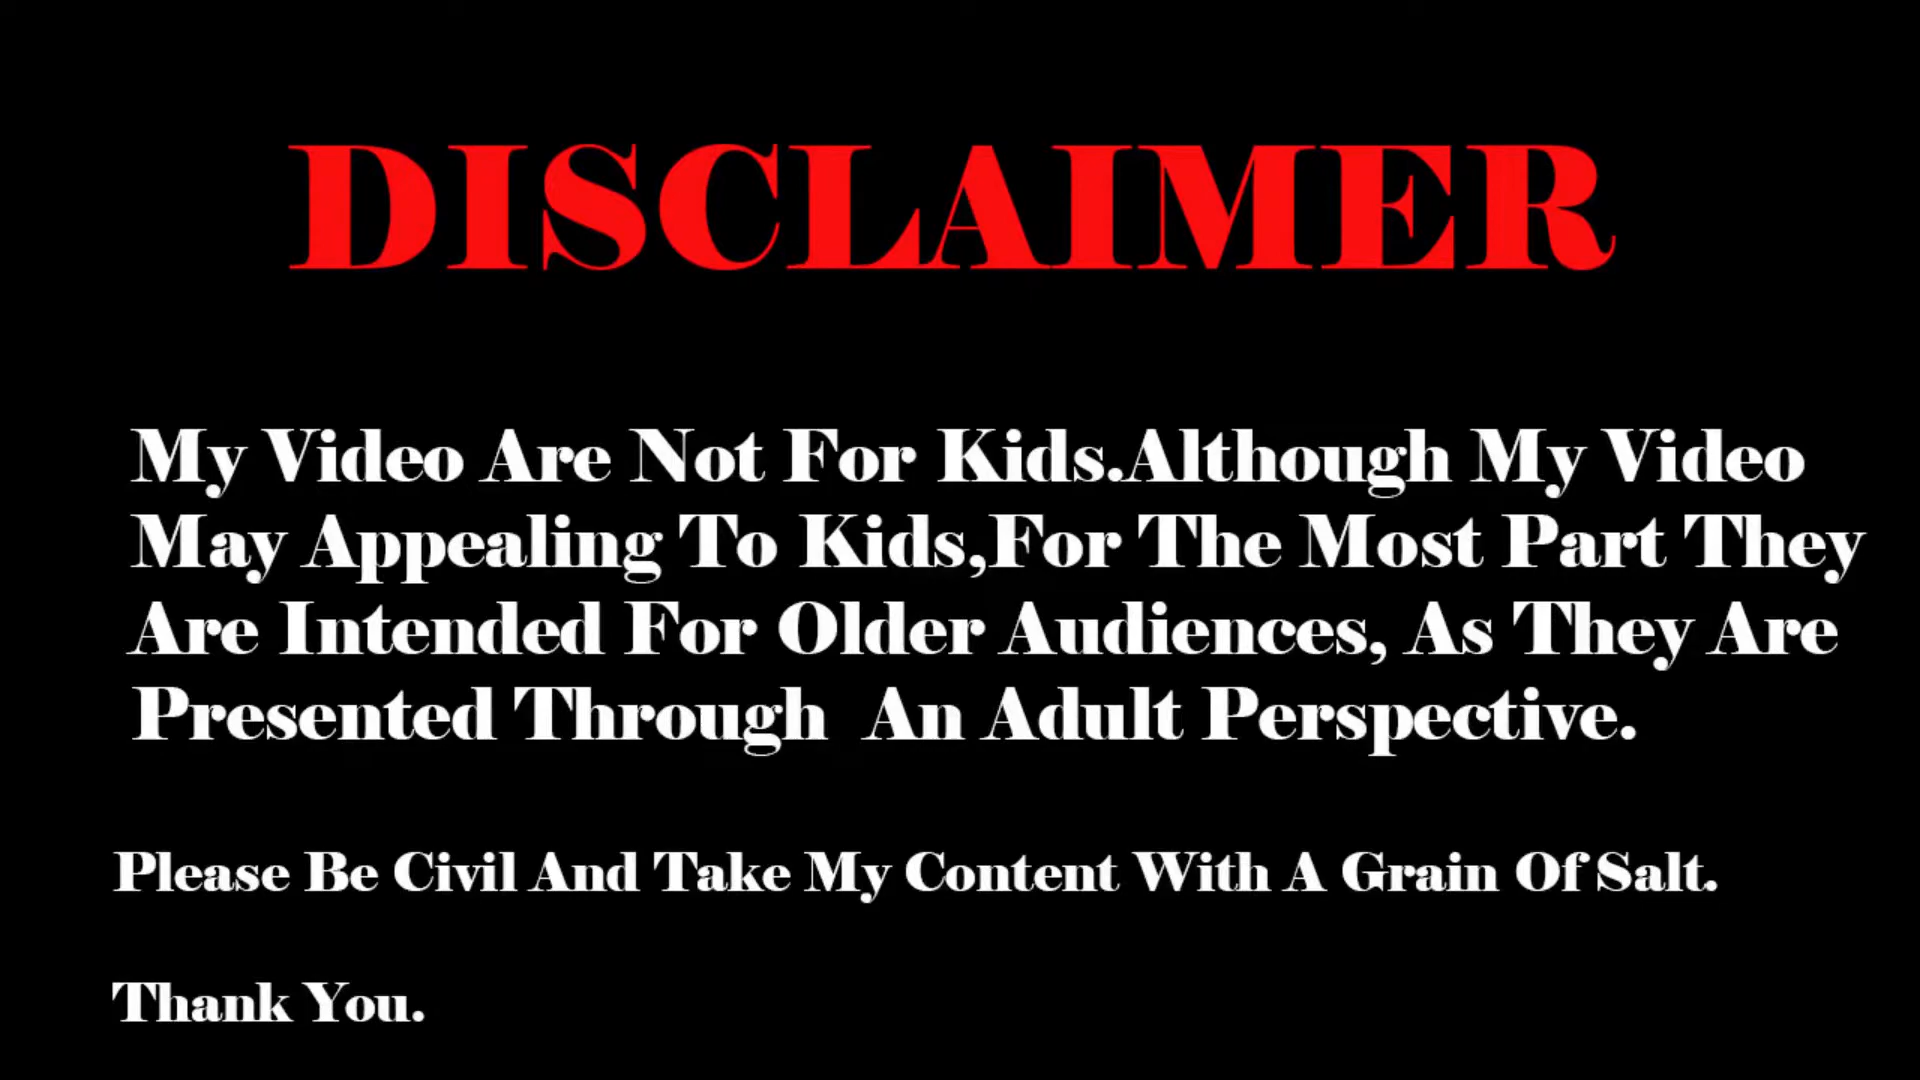 DISCLAIMER
My Video Are Not For Kids.Although My Video
May Appealing To Kids,For The Most Part They
Are Intended For Older Audiences, As They Are
Presented Through  An Adult Perspective.
Please Be Civil And Take My Content With A Grain Of Salt.
Thank You.